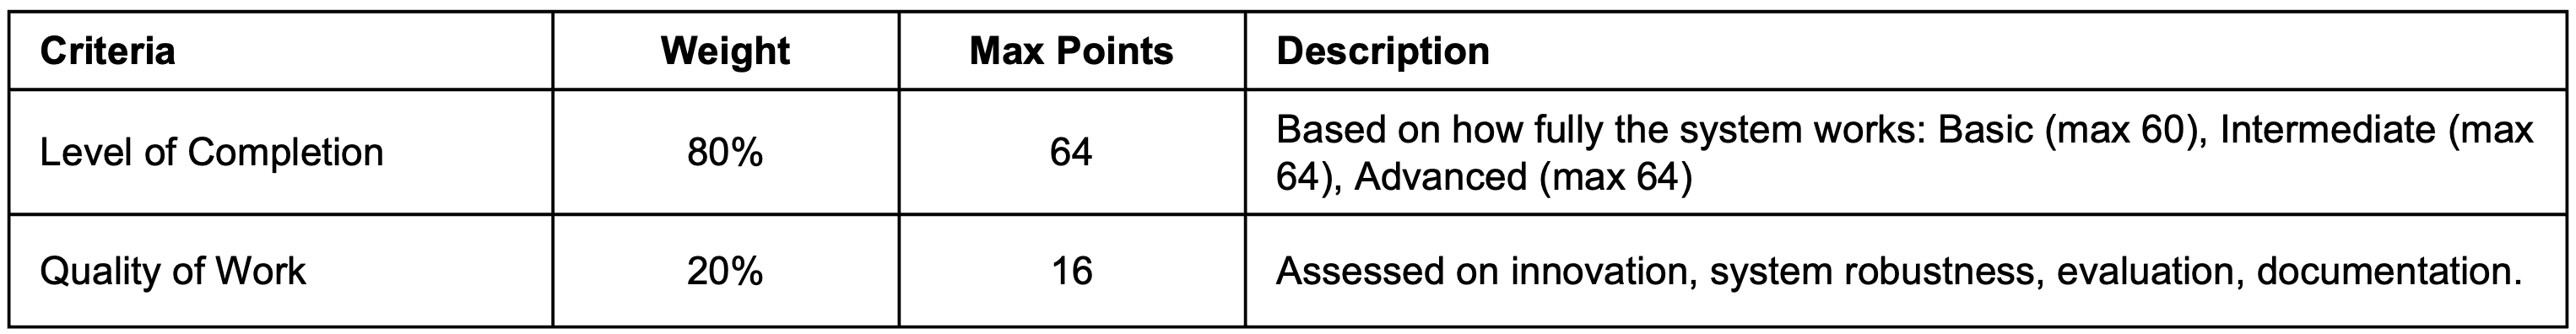 Criteria Weight Max Points Description
Level of Completion 80% 64 Based on how fully the system works: Basic (max 60), Intermediate (max
64), Advanced (max 64)
Quality of Work 20% 16 Assessed on innovation, system robustness, evaluation, documentation.